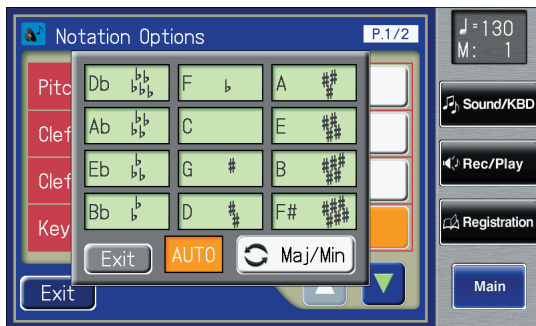 Notation Options P.1/2
♩=130
M: 1
Pitc
Db F A
Sound/KBD
Clef
Ab C E
Rec/Play
Clef
Eb G B
Key
Bb D F#
Registration
Exit AUTO Maj/Min
Exit
Main